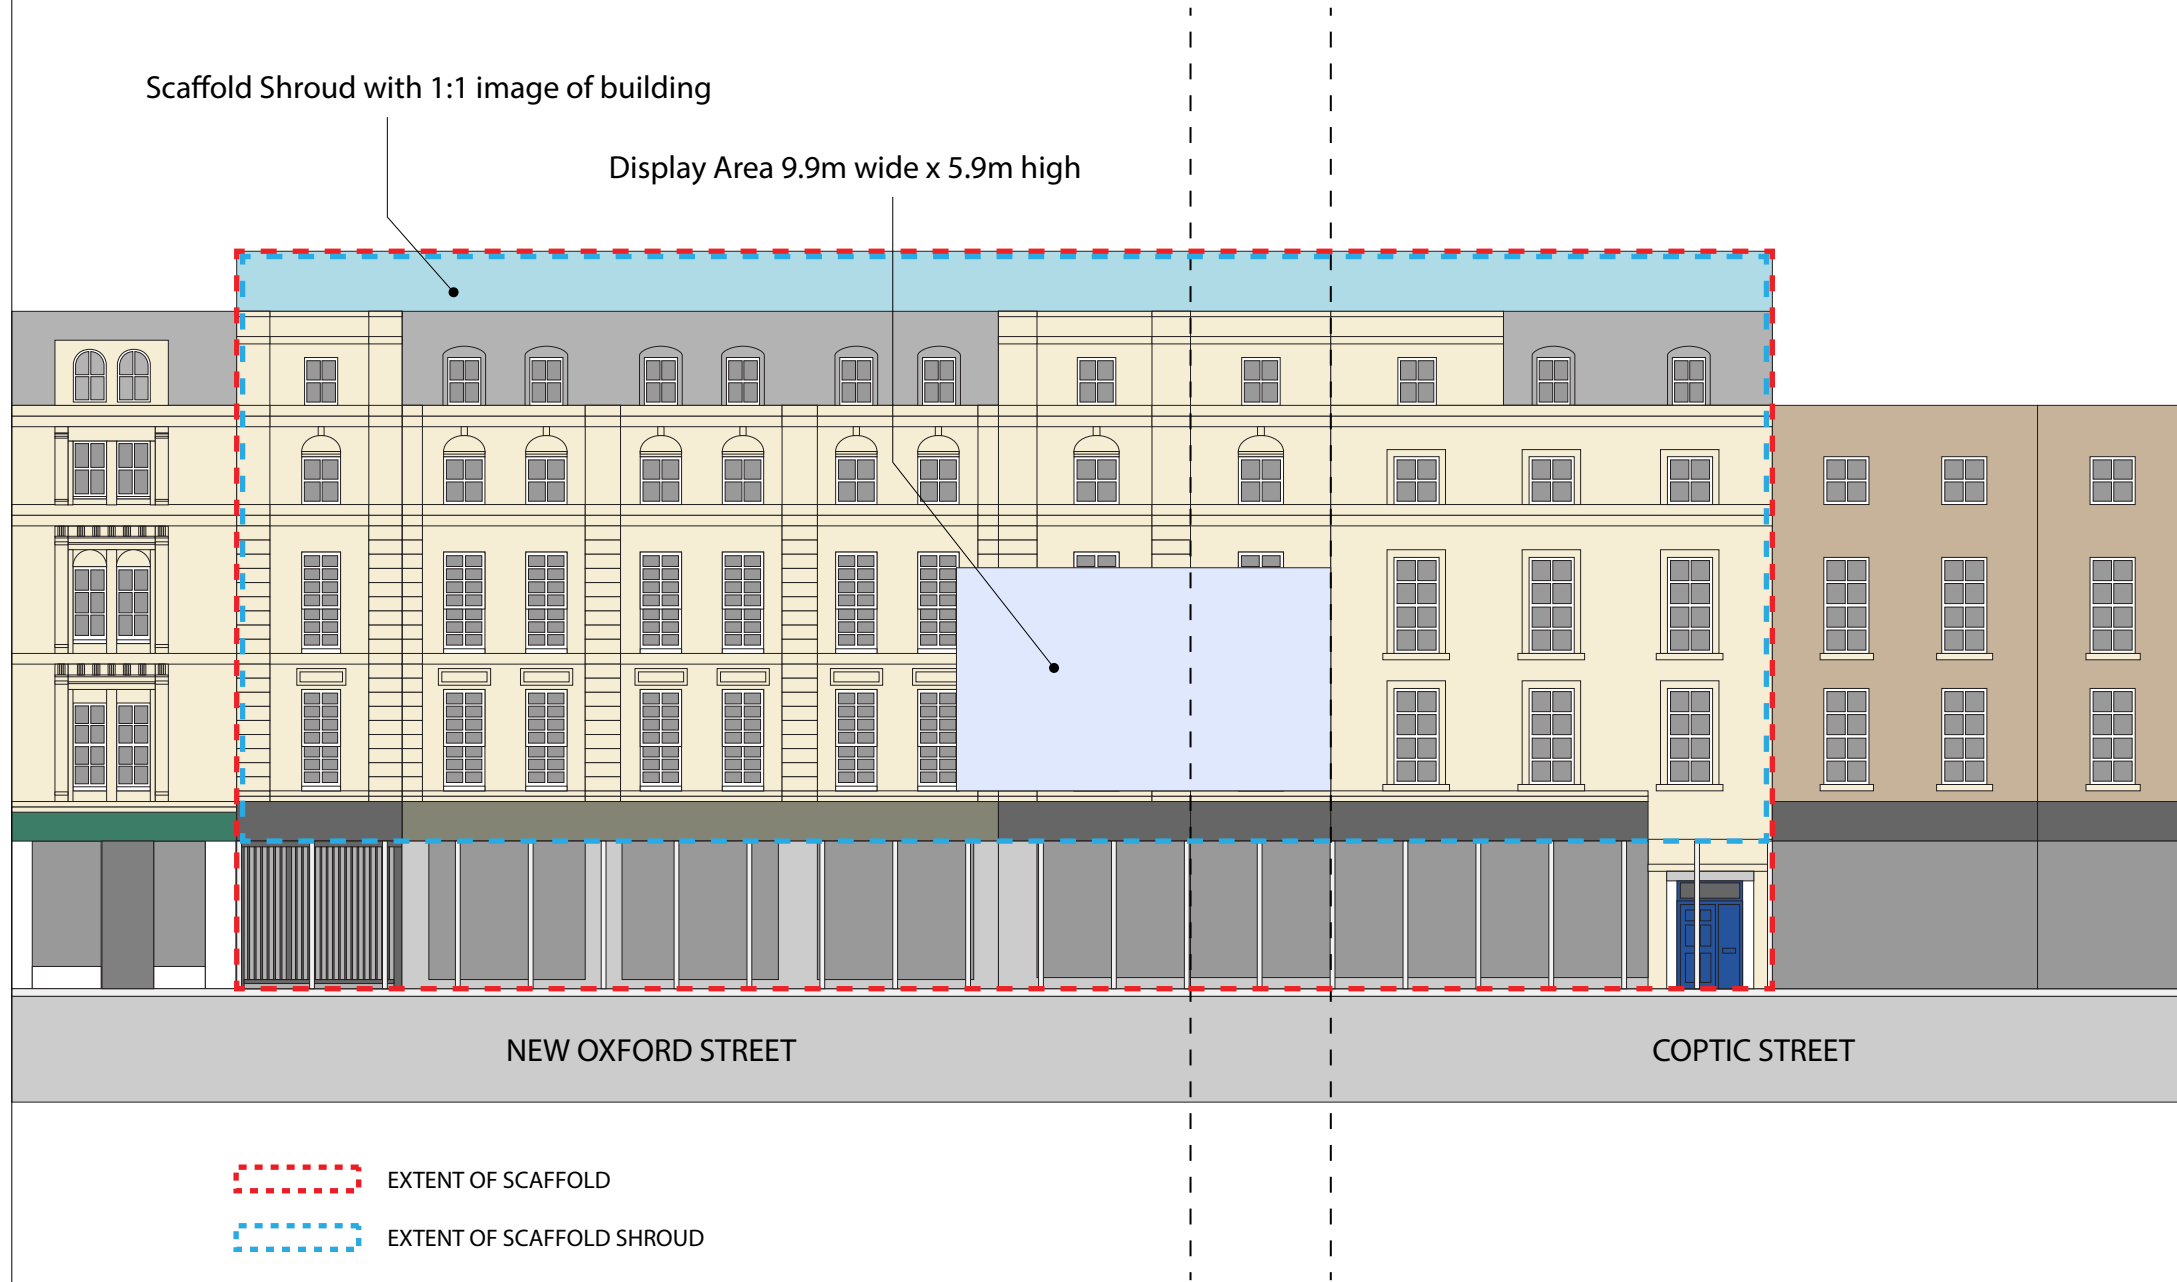 Scaffold Shroud with 1:1 image of building
Display Area 9.9m wide x 5.9m high
NEW OXFORD STREET
COPTIC STREET
EXTENT OF SCAFFOLD
EXTENT OF SCAFFOLD SHROUD